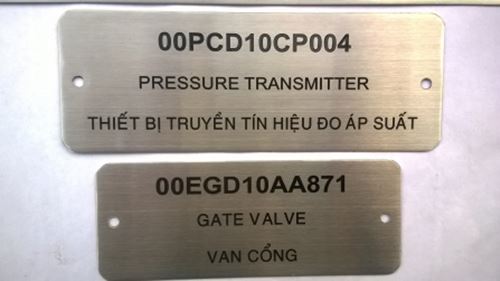 00PCD10CP004
PRESSURE TRANSMITTER
THIẾT BỊ TRUYỀN TÍN HIỆU ĐO ÁP SUẤT
00EGD10AA871
GATE VALVE
VAN CỔNG